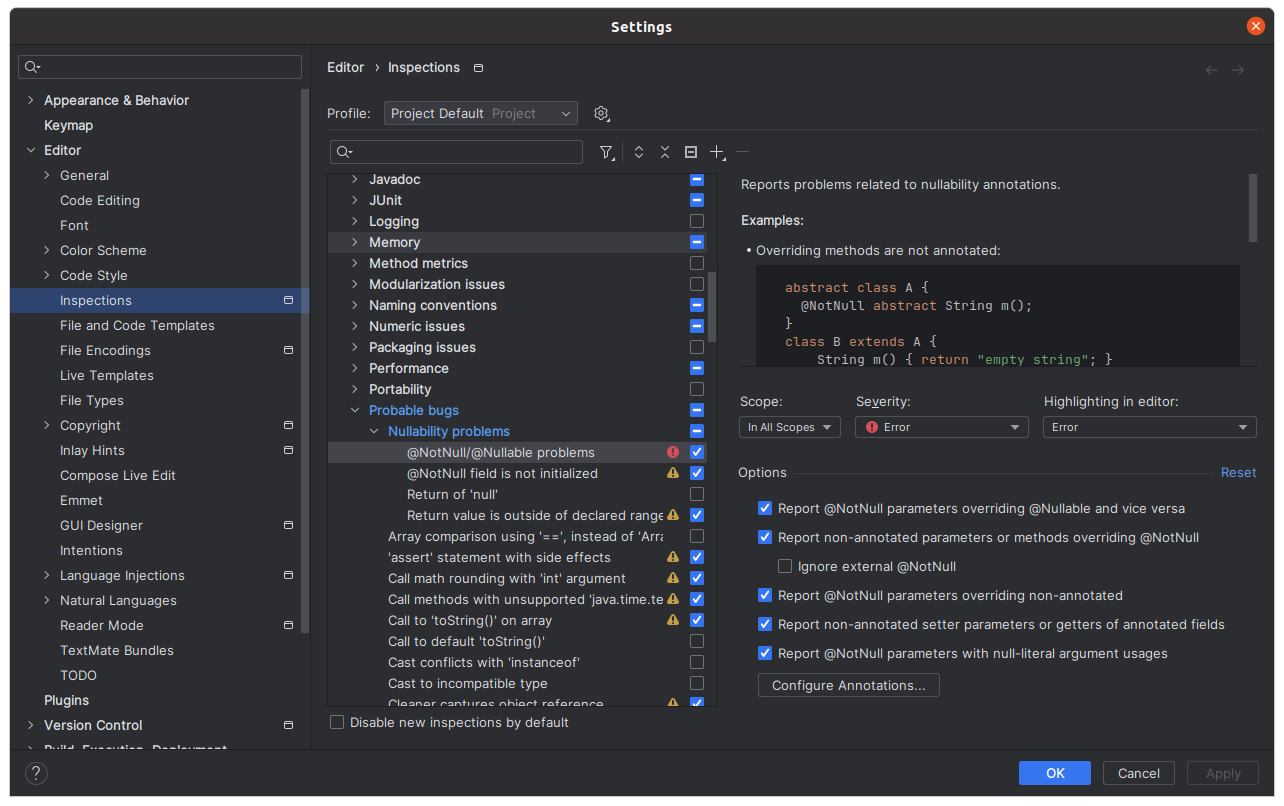 Settings
Editor › Inspections
Appearance & Behavior
Keymap
Editor
General
Code Editing
Font
Color Scheme
Code Style
Inspections
File and Code Templates
File Encodings
Live Templates
File Types
Copyright
Inlay Hints
Compose Live Edit
Emmet
GUI Designer
Intentions
Language Injections
Natural Languages
Reader Mode
TextMate Bundles
TODO
Plugins
Version Control
Build, Execution, Deployment
Profile: Project Default Project
Javadoc
JUnit
Logging
Memory
Method metrics
Modularization issues
Naming conventions
Numeric issues
Packaging issues
Performance
Portability
Probable bugs
Nullability problems
@NotNull/@Nullable problems
@NotNull field is not initialized
Return of 'null'
Return value is outside of declared range
Array comparison using '==', instead of 'Arra
'assert' statement with side effects
Call math rounding with 'int' argument
Call methods with unsupported 'java.time.te
Call to 'toString()' on array
Call to default 'toString()'
Cast conflicts with 'instanceof'
Cast to incompatible type
Cleaner captures object reference
Disable new inspections by default
Reports problems related to nullability annotations.
Examples:
• Overriding methods are not annotated:
abstract class A {
@NotNull abstract String m();
}
class B extends A {
String m() { return "empty string"; }
Scope: Severity: Highlighting in editor:
In All Scopes Error Error
Options Reset
Report @NotNull parameters overriding @Nullable and vice versa
Report non-annotated parameters or methods overriding @NotNull
Ignore external @NotNull
Report @NotNull parameters overriding non-annotated
Report non-annotated setter parameters or getters of annotated fields
Report @NotNull parameters with null-literal argument usages
Configure Annotations...
? OK Cancel Apply